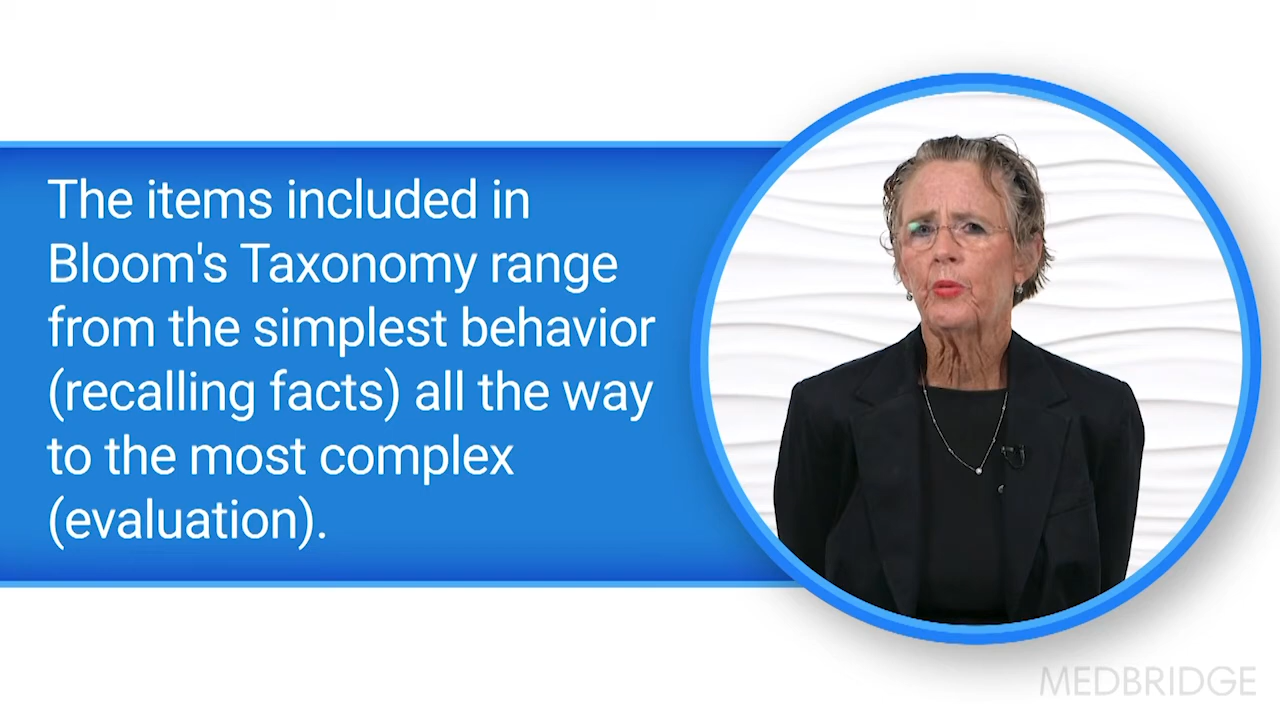 The items included in
Bloom's Taxonomy range
from the simplest behavior
(recalling facts) all the way
to the most complex
(evaluation).
MEDBRIDGE